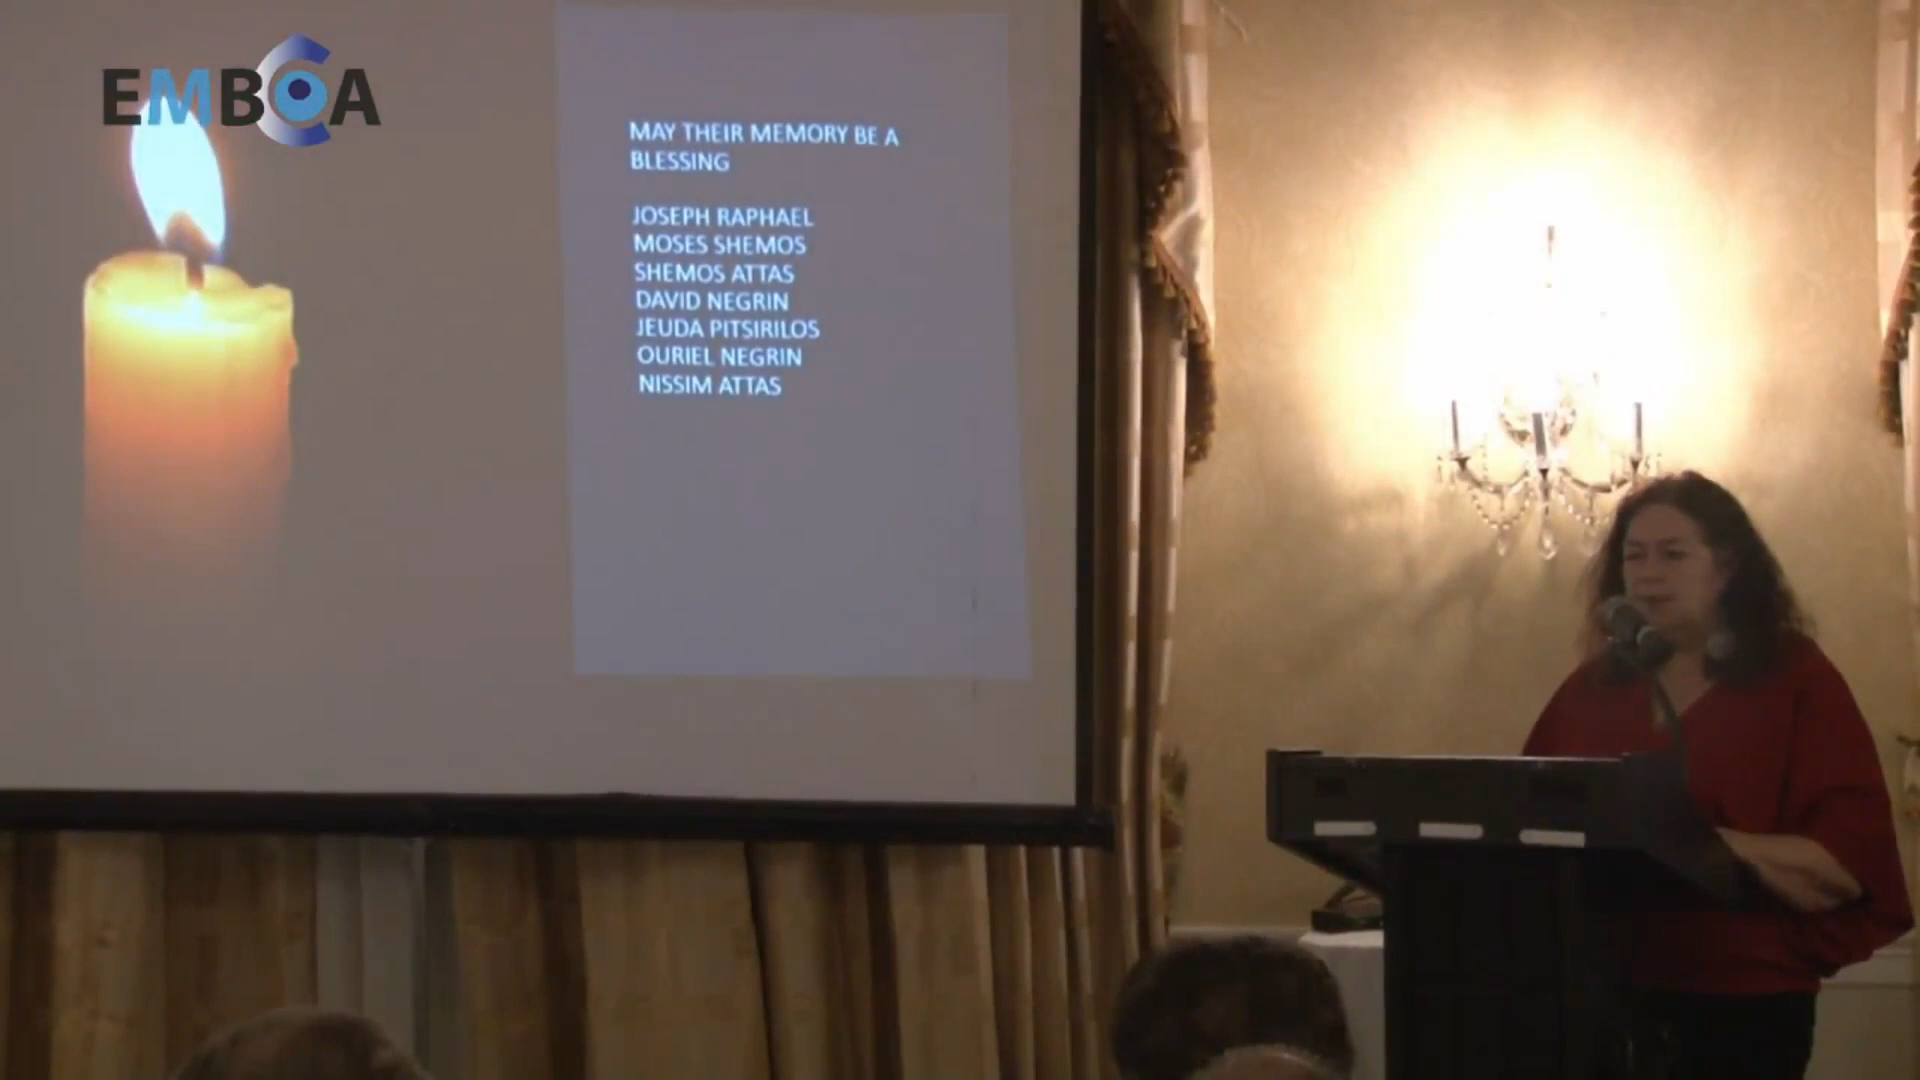 EMBCA
MAY THEIR MEMORY BE A
BLESSING
JOSEPH RAPHAEL
MOSES SHEMOS
SHEMOS ATTAS
DAVID NEGRIN
JEUDA PITSIRILOS
OURIEL NEGRIN
NISSIM ATTAS